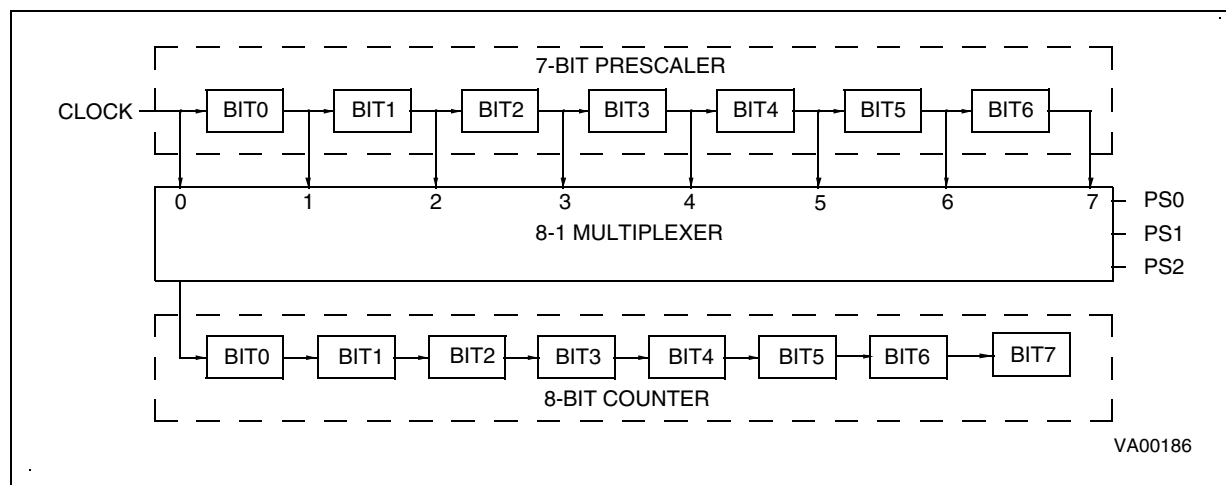 7-BIT PRESCALER
CLOCK BIT0 BIT1 BIT2 BIT3 BIT4 BIT5 BIT6
0 1 2 3 4 5 6 7
PS0
8-1 MULTIPLEXER
PS1
PS2
BIT0 BIT1 BIT2 BIT3 BIT4 BIT5 BIT6 BIT7
8-BIT COUNTER
VA00186